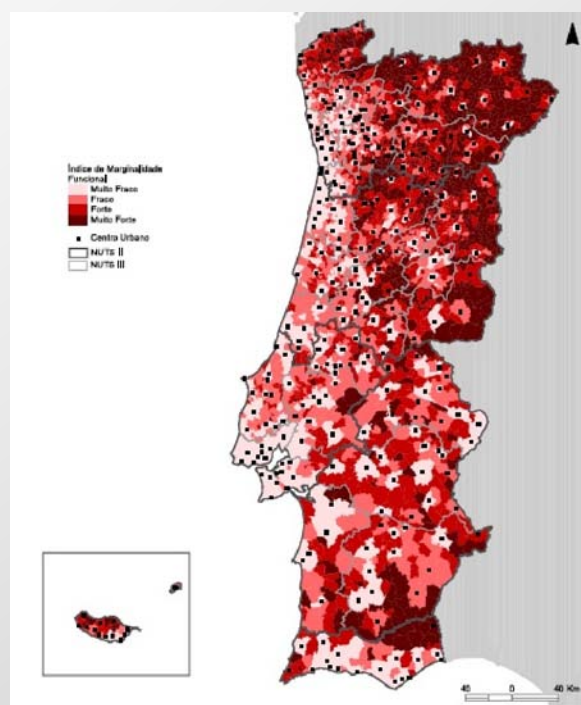 Índice de Marginalidade
Funcional
Muito Fraco
Fraco
Forte
Muito Forte
Centro Urbano
NUTS II
NUTS III
40 0 40 Km